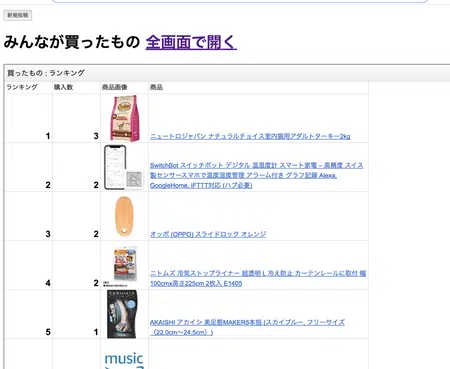 新規投稿
みんなが買ったもの 全画面で開く
買ったもの : ランキング
ランキング 購入数 商品画像 商品
1 3 ニュートロジャパン ナチュラルチョイス室内猫用アダルトターキー2kg
SwitchBot スイッチボット デジタル 温湿度計 スマート家電 – 高精度 スイス
製センサースマホで温度湿度管理 アラーム付き グラフ記録 Alexa,
2 2 GoogleHome, IFTTT対応 (ハブ必要)
3 2 オッポ (OPPO) スライドロック オレンジ
ニトムズ 冷気ストップライナー 超透明 L 冷え防止 カーテンレールに取付 幅
4 2 100cmx高さ225cm 2枚入 E1405
AKAISHI アカイシ 美足筋MAKER5本指 (スカイブルー, フリーサイズ
5 1 （22.0cm〜24.5cm）)
music